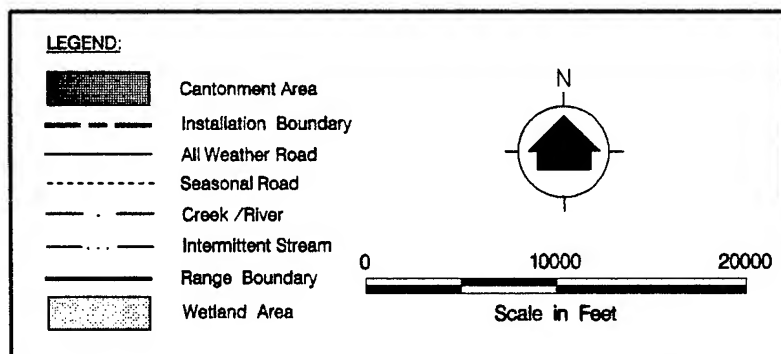 LEGEND:
Cantonment Area
Installation Boundary
All Weather Road
Seasonal Road
Creek /River
Intermittent Stream
Range Boundary
Wetland Area
N
0 10000 20000
Scale in Feet